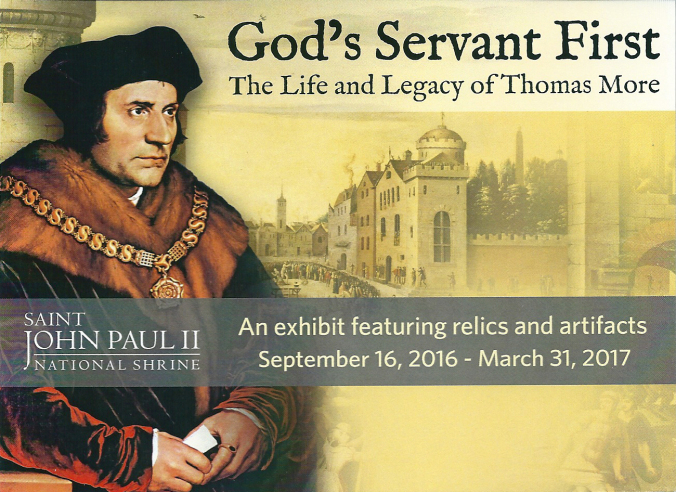 God's Servant First
The Life and Legacy of Thomas More
SAINT
JOHN PAUL II
NATIONAL SHRINE
An exhibit featuring relics and artifacts
September 16, 2016 - March 31, 2017